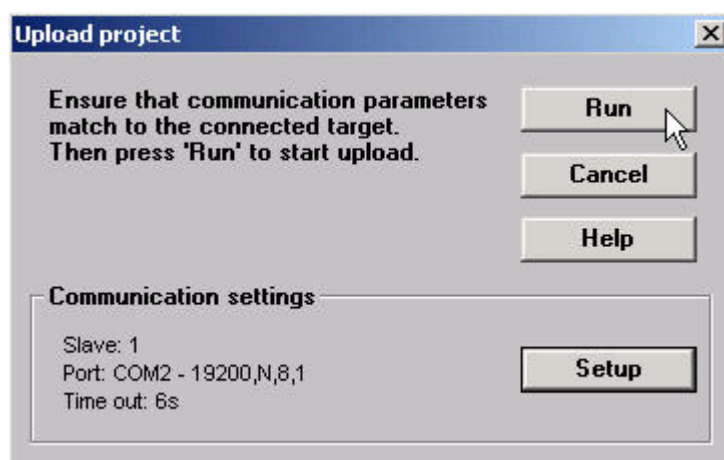 Upload project
Ensure that communication parameters
match to the connected target.
Then press 'Run' to start upload.
Run
Cancel
Help
Communication settings
Slave: 1
Port: COM2 - 19200,N,8,1
Time out: 6s
Setup